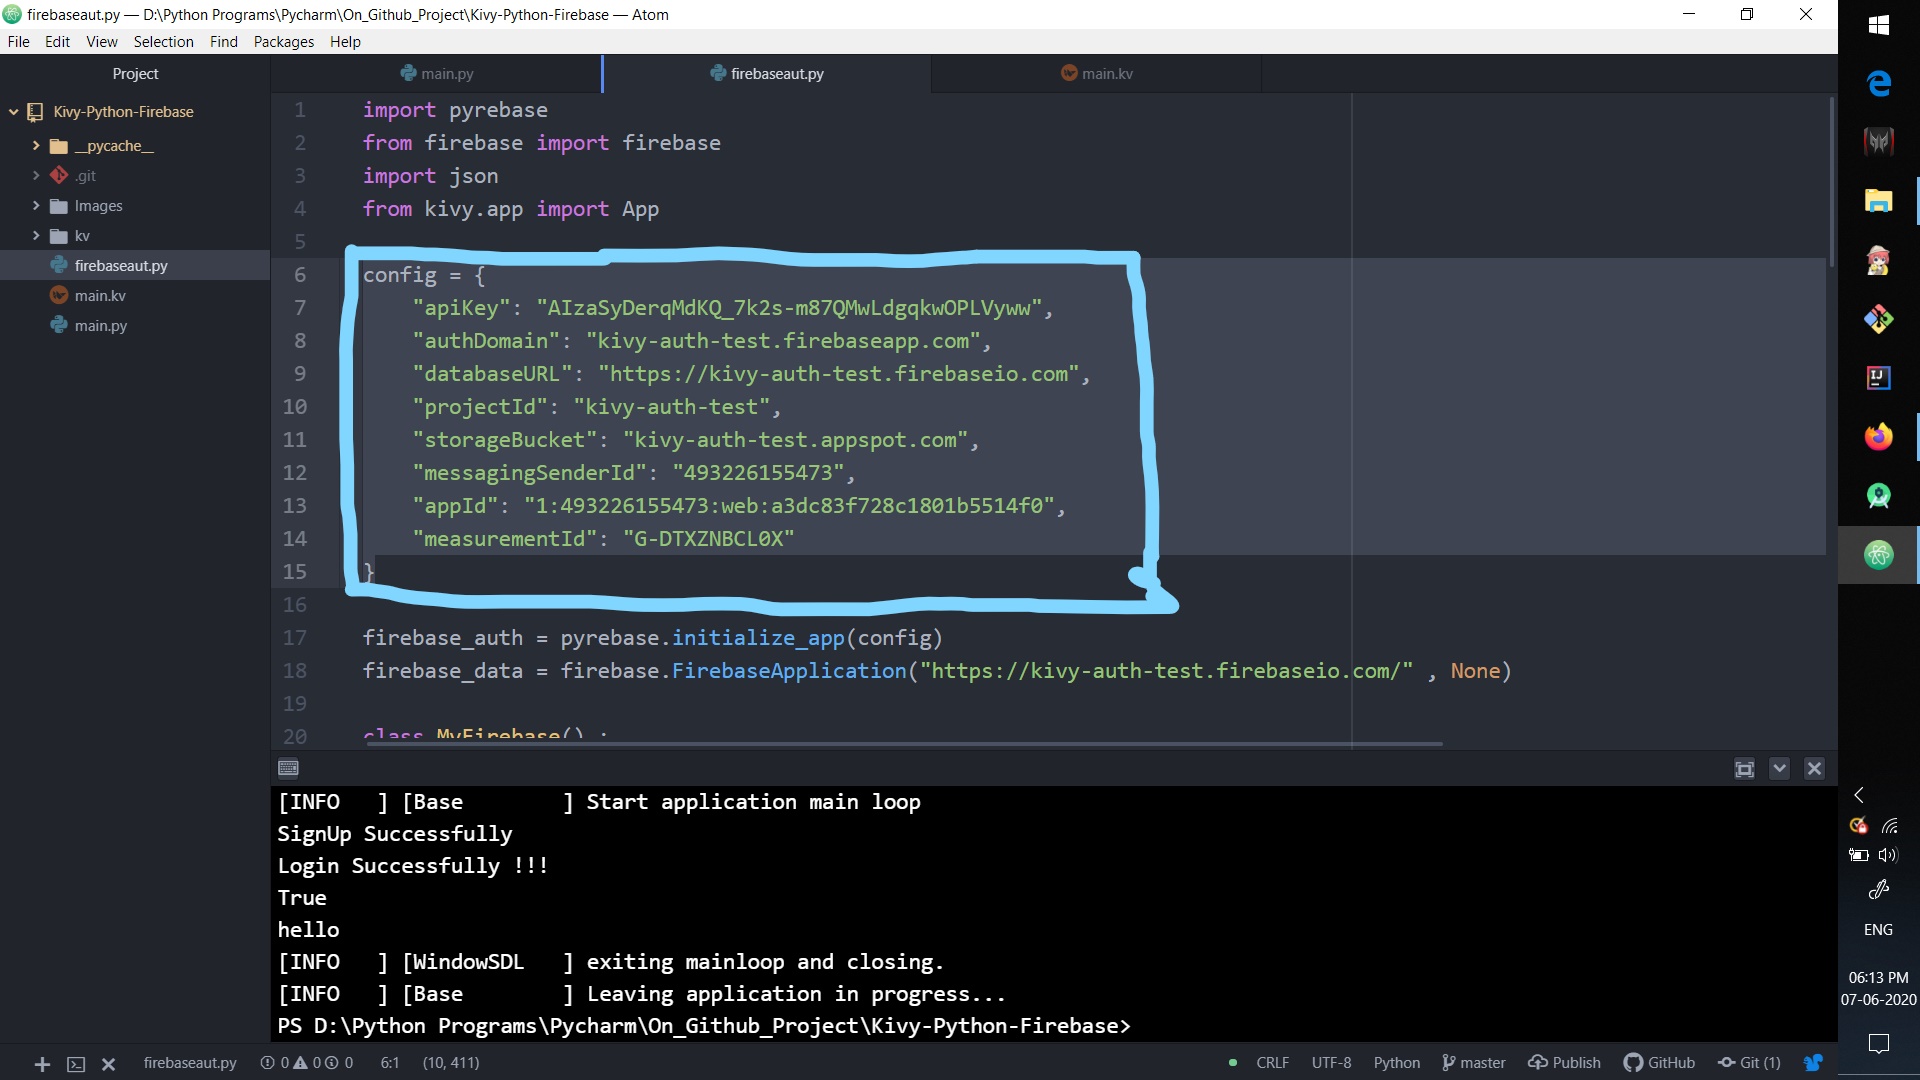 firebaseaut.py — D:\Python Programs\Pycharm\On_Github_Project\Kivy-Python-Firebase — Atom
File Edit View Selection Find Packages Help
Project
main.py
firebaseaut.py
main.kv
Kivy-Python-Firebase
__pycache__
.git
Images
kv
firebaseaut.py
main.kv
main.py
1 import pyrebase
2 from firebase import firebase
3 import json
4 from kivy.app import App
5
6 config = {
7 "apiKey": "AIzaSyDerqMdKQ_7k2s-m87QMwLdgqkwOPLVyww",
8 "authDomain": "kivy-auth-test.firebaseapp.com",
9 "databaseURL": "https://kivy-auth-test.firebaseio.com",
10 "projectId": "kivy-auth-test",
11 "storageBucket": "kivy-auth-test.appspot.com",
12 "messagingSenderId": "493226155473",
13 "appId": "1:493226155473:web:a3dc83f728c1801b5514f0",
14 "measurementId": "G-DTXZNBCL0X"
15 }
16
17 firebase_auth = pyrebase.initialize_app(config)
18 firebase_data = firebase.FirebaseApplication("https://kivy-auth-test.firebaseio.com/" , None)
19
20 class MyFirebase() :
[INFO   ] [Base        ] Start application main loop
SignUp Successfully
Login Successfully !!!
True
hello
[INFO   ] [WindowSDL   ] exiting mainloop and closing.
[INFO   ] [Base        ] Leaving application in progress...
PS D:\Python Programs\Pycharm\On_Github_Project\Kivy-Python-Firebase>
firebaseaut.py 0 0 0 6:1 (10, 411) CRLF UTF-8 Python master Publish GitHub Git (1)
IJ
ENG
06:13 PM
07-06-2020